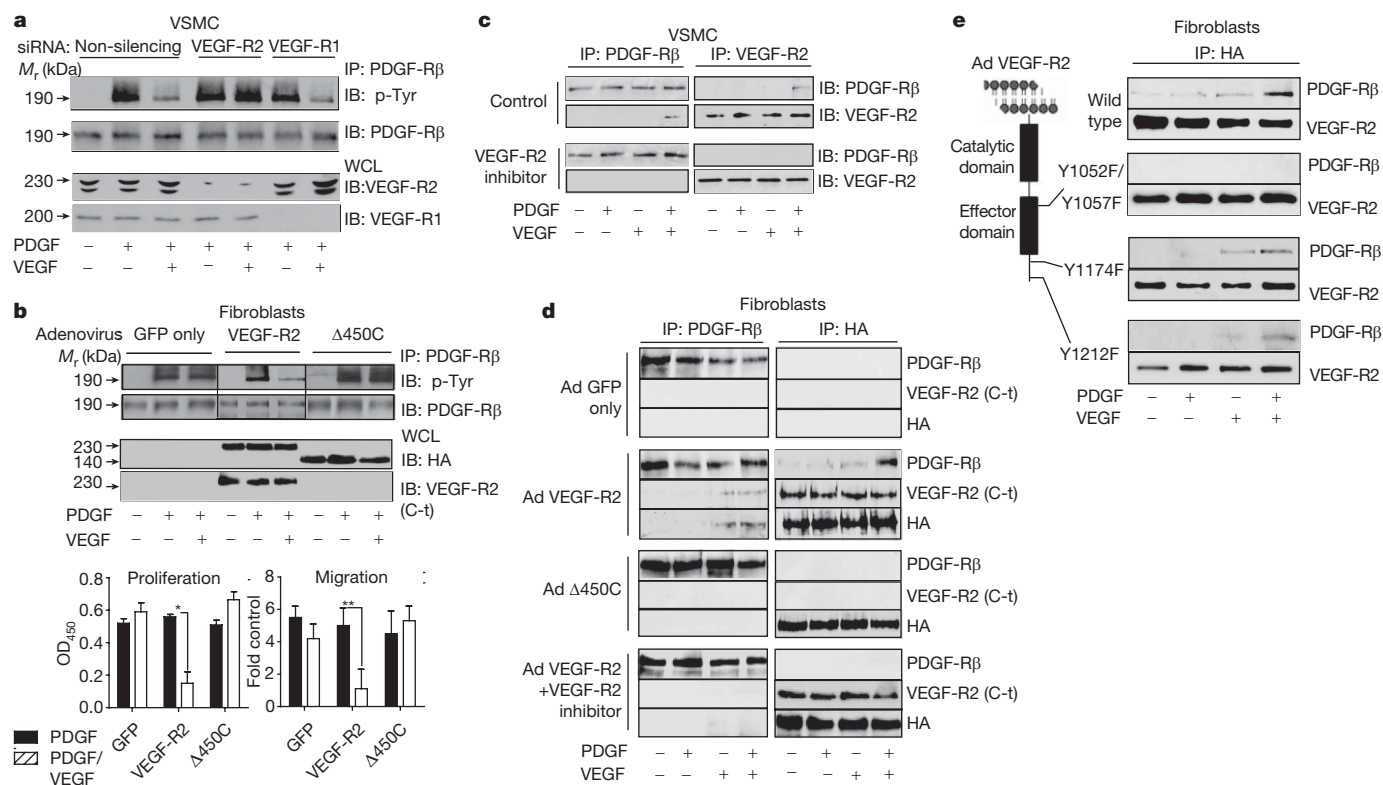 a
VSMC
siRNA: Non-silencing VEGF-R2 VEGF-R1
Mr (kDa)
IP: PDGF-Rβ
190 IB: p-Tyr
190 IB: PDGF-Rβ
WCL
230 IB:VEGF-R2
200 IB: VEGF-R1
PDGF – + + + + + +
VEGF – – + – + – +
b
Fibroblasts
Adenovirus GFP only VEGF-R2 Δ450C
Mr (kDa)
IP: PDGF-Rβ
190 IB: p-Tyr
190 IB: PDGF-Rβ
WCL
230
140 IB: HA
230 IB: VEGF-R2
(C-t)
PDGF – + + – + + – + +
VEGF – – + – – + – – +
Proliferation
0.8
0.6
0.4
0.2
0.0
OD450
*
GFP
VEGF-R2
Δ450C
Migration
8
6
4
2
0
Fold control
**
GFP
VEGF-R2
Δ450C
PDGF
PDGF/
VEGF
c
VSMC
IP: PDGF-Rβ IP: VEGF-R2
Control
IB: PDGF-Rβ
IB: VEGF-R2
VEGF-R2
inhibitor
IB: PDGF-Rβ
IB: VEGF-R2
PDGF – + – + – + – +
VEGF – – + + – – + +
d
Fibroblasts
IP: PDGF-Rβ IP: HA
Ad GFP
only
PDGF-Rβ
VEGF-R2 (C-t)
HA
Ad VEGF-R2
PDGF-Rβ
VEGF-R2 (C-t)
HA
Ad Δ450C
PDGF-Rβ
VEGF-R2 (C-t)
HA
Ad VEGF-R2
+VEGF-R2
inhibitor
PDGF-Rβ
VEGF-R2 (C-t)
HA
PDGF – + – + – + – +
VEGF – – + + – – + +
e
Fibroblasts
IP: HA
Ad VEGF-R2
Catalytic
domain
Effector
domain
Wild
type
PDGF-Rβ
VEGF-R2
Y1052F/
Y1057F
PDGF-Rβ
VEGF-R2
Y1174F
PDGF-Rβ
VEGF-R2
Y1212F
PDGF-Rβ
VEGF-R2
PDGF – + – +
VEGF – – + +